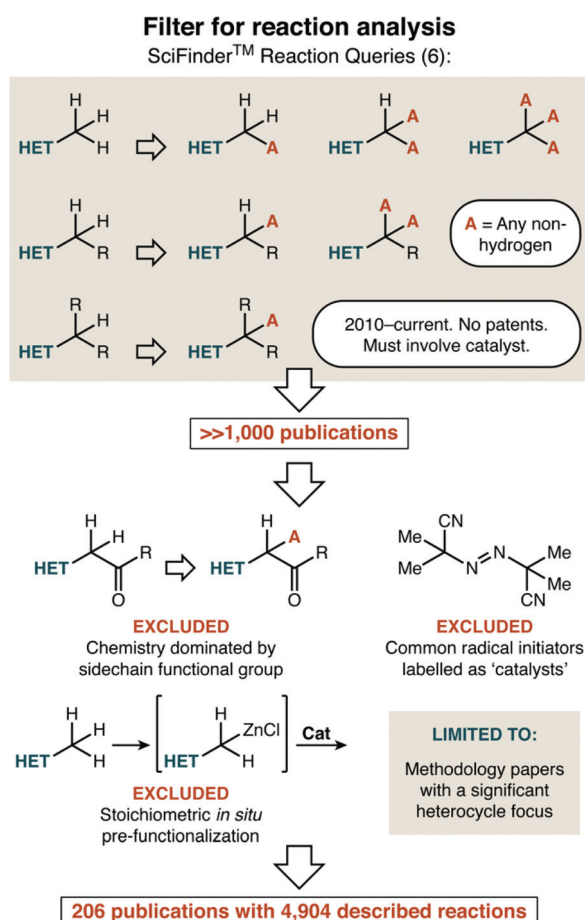 Filter for reaction analysis
SciFinder™ Reaction Queries (6):
H H H A
H H A A
HET H HET A HET A HET A
H H A
A A A = Any non-
HET R HET R HET R hydrogen
R R
H A 2010–current. No patents.
HET R HET R Must involve catalyst.
>>1,000 publications
H H CN
H A Me
HET R HET R Me N=N Me
O O Me
CN
EXCLUDED EXCLUDED
Chemistry dominated by Common radical initiators
sidechain functional group labelled as ‘catalysts’
H H
H ZnCl Cat
HET H HET H
LIMITED TO:
EXCLUDED Methodology papers
Stoichiometric in situ with a significant
pre-functionalization heterocycle focus
206 publications with 4,904 described reactions